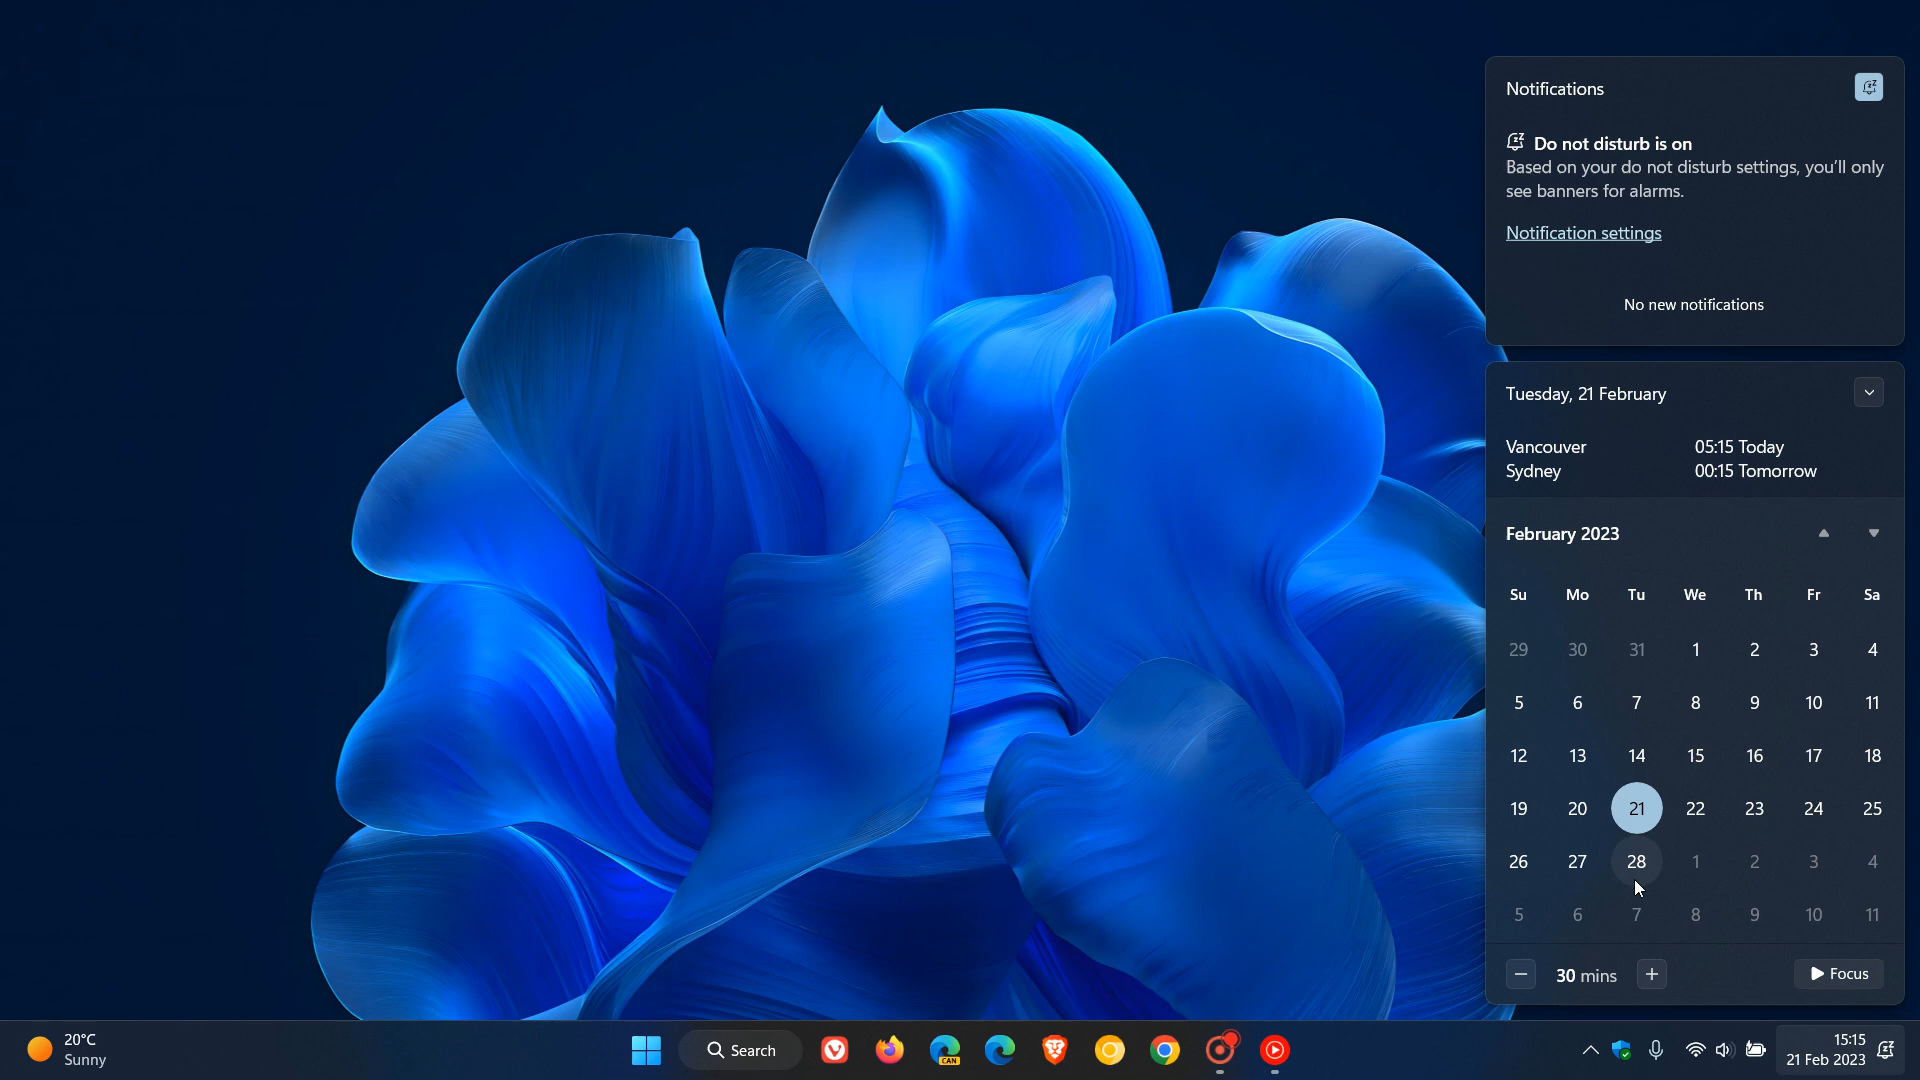 Notifications
Do not disturb is on
Based on your do not disturb settings, you'll only
see banners for alarms.
Notification settings
No new notifications
Tuesday, 21 February
Vancouver 05:15 Today
Sydney 00:15 Tomorrow
February 2023
Su Mo Tu We Th Fr Sa
29 30 31 1 2 3 4
5 6 7 8 9 10 11
12 13 14 15 16 17 18
19 20 21 22 23 24 25
26 27 28 1 2 3 4
5 6 7 8 9 10 11
30 mins Focus
20°C
Sunny
Search
CAN
15:15
21 Feb 2023